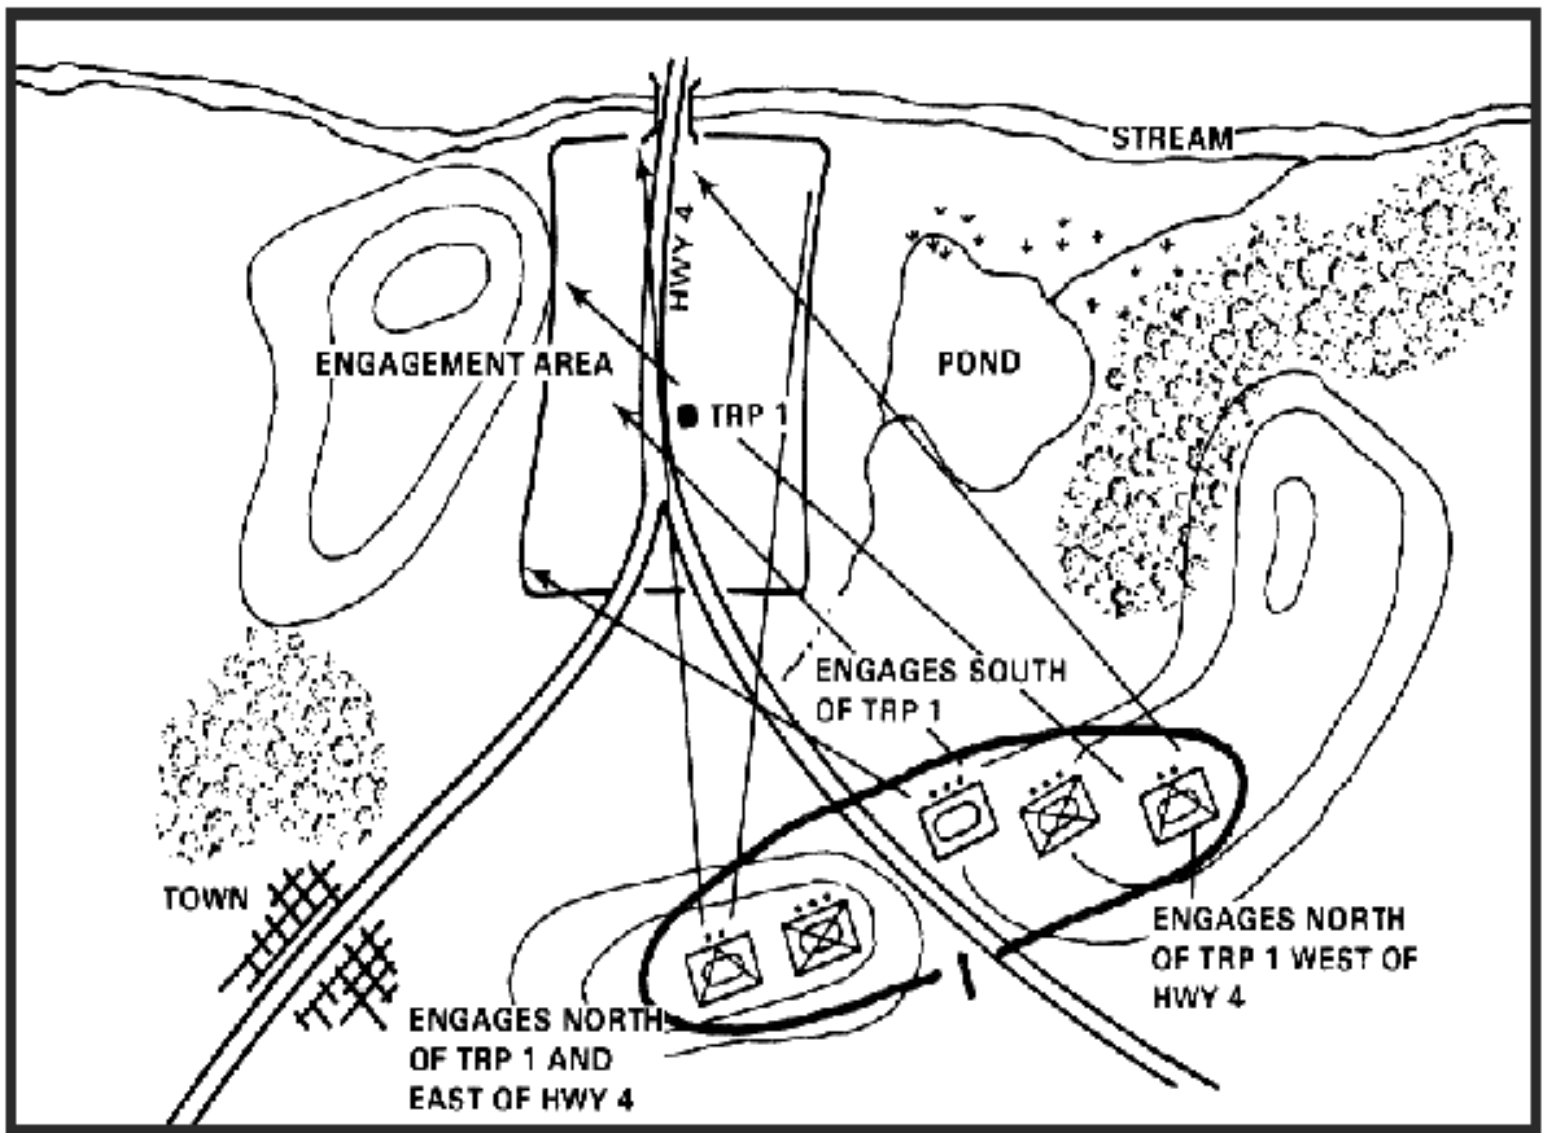 STREAM
HWY 4
ENGAGEMENT AREA
POND
TRP 1
ENGAGES SOUTH
OF TRP 1
TOWN
ENGAGES NORTH
OF TRP 1 WEST OF
HWY 4
ENGAGES NORTH
OF TRP 1 AND
EAST OF HWY 4